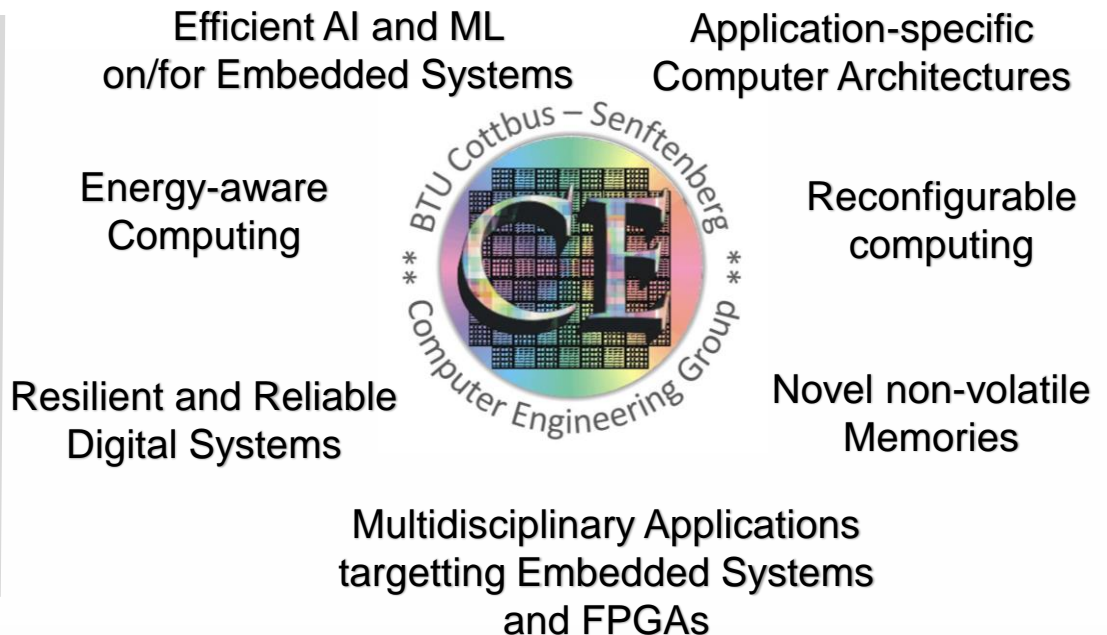 Efficient AI and ML
on/for Embedded Systems
Application-specific
Computer Architectures
BTU Cottbus – Senftenberg
Energy-aware
Computing
Reconfigurable
computing
** **
CE
Computer Engineering Group
Resilient and Reliable
Digital Systems
Novel non-volatile
Memories
Multidisciplinary Applications
targetting Embedded Systems
and FPGAs